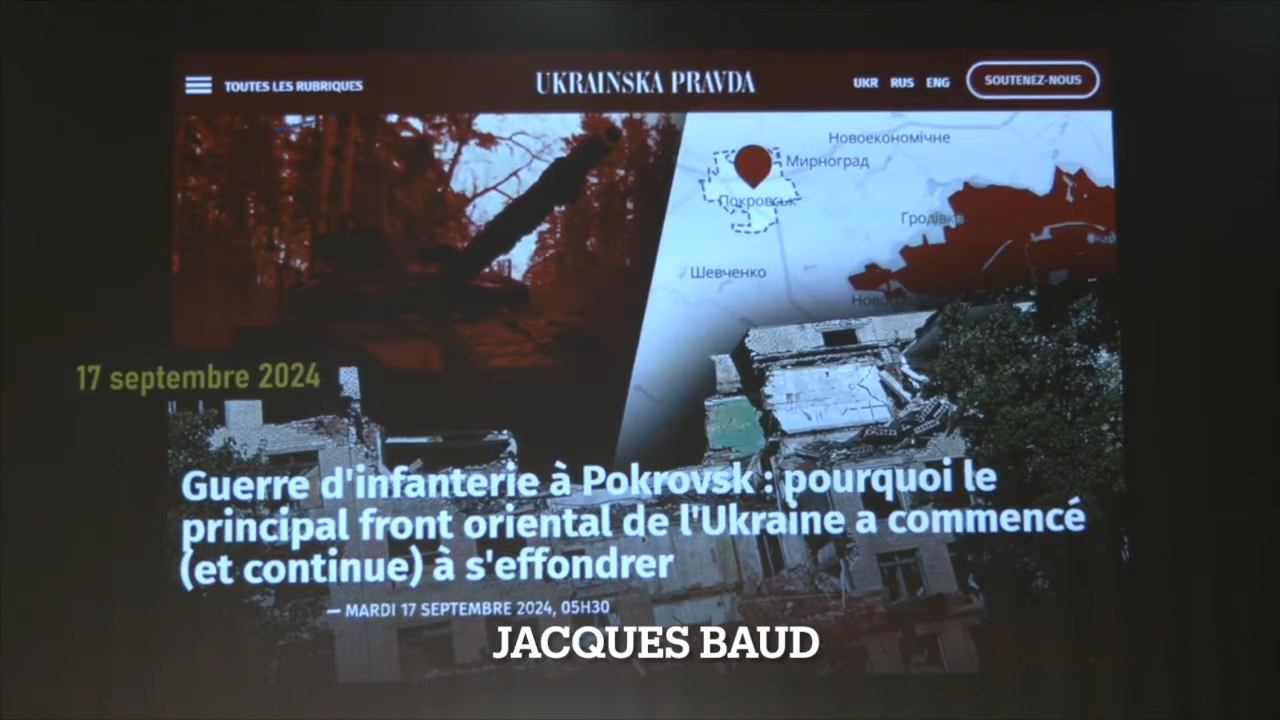 TOUTES LES RUBRIQUES
UKRAINSKA PRAVDA
UKR RUS ENG
SOUTENEZ-NOUS
Новоекономічне
Мирноград
Покровськ
Гродівка
Шевченко
17 septembre 2024
Guerre d'infanterie à Pokrovsk : pourquoi le
principal front oriental de l'Ukraine a commencé
(et continue) à s'effondrer
— MARDI 17 SEPTEMBRE 2024, 05H30
JACQUES BAUD